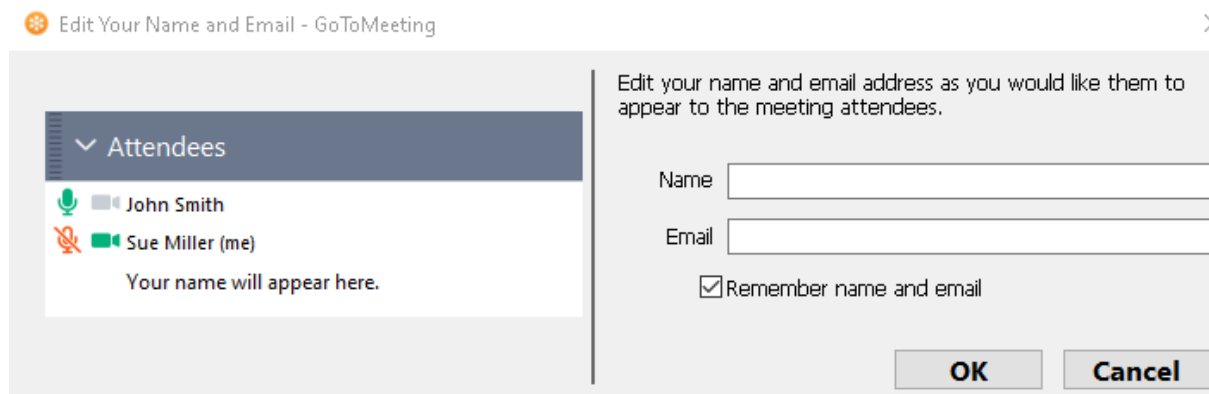 Edit Your Name and Email - GoToMeeting
Attendees
John Smith
Sue Miller (me)
Your name will appear here.
Edit your name and email address as you would like them to
appear to the meeting attendees.
Name
Email
Remember name and email
OK
Cancel